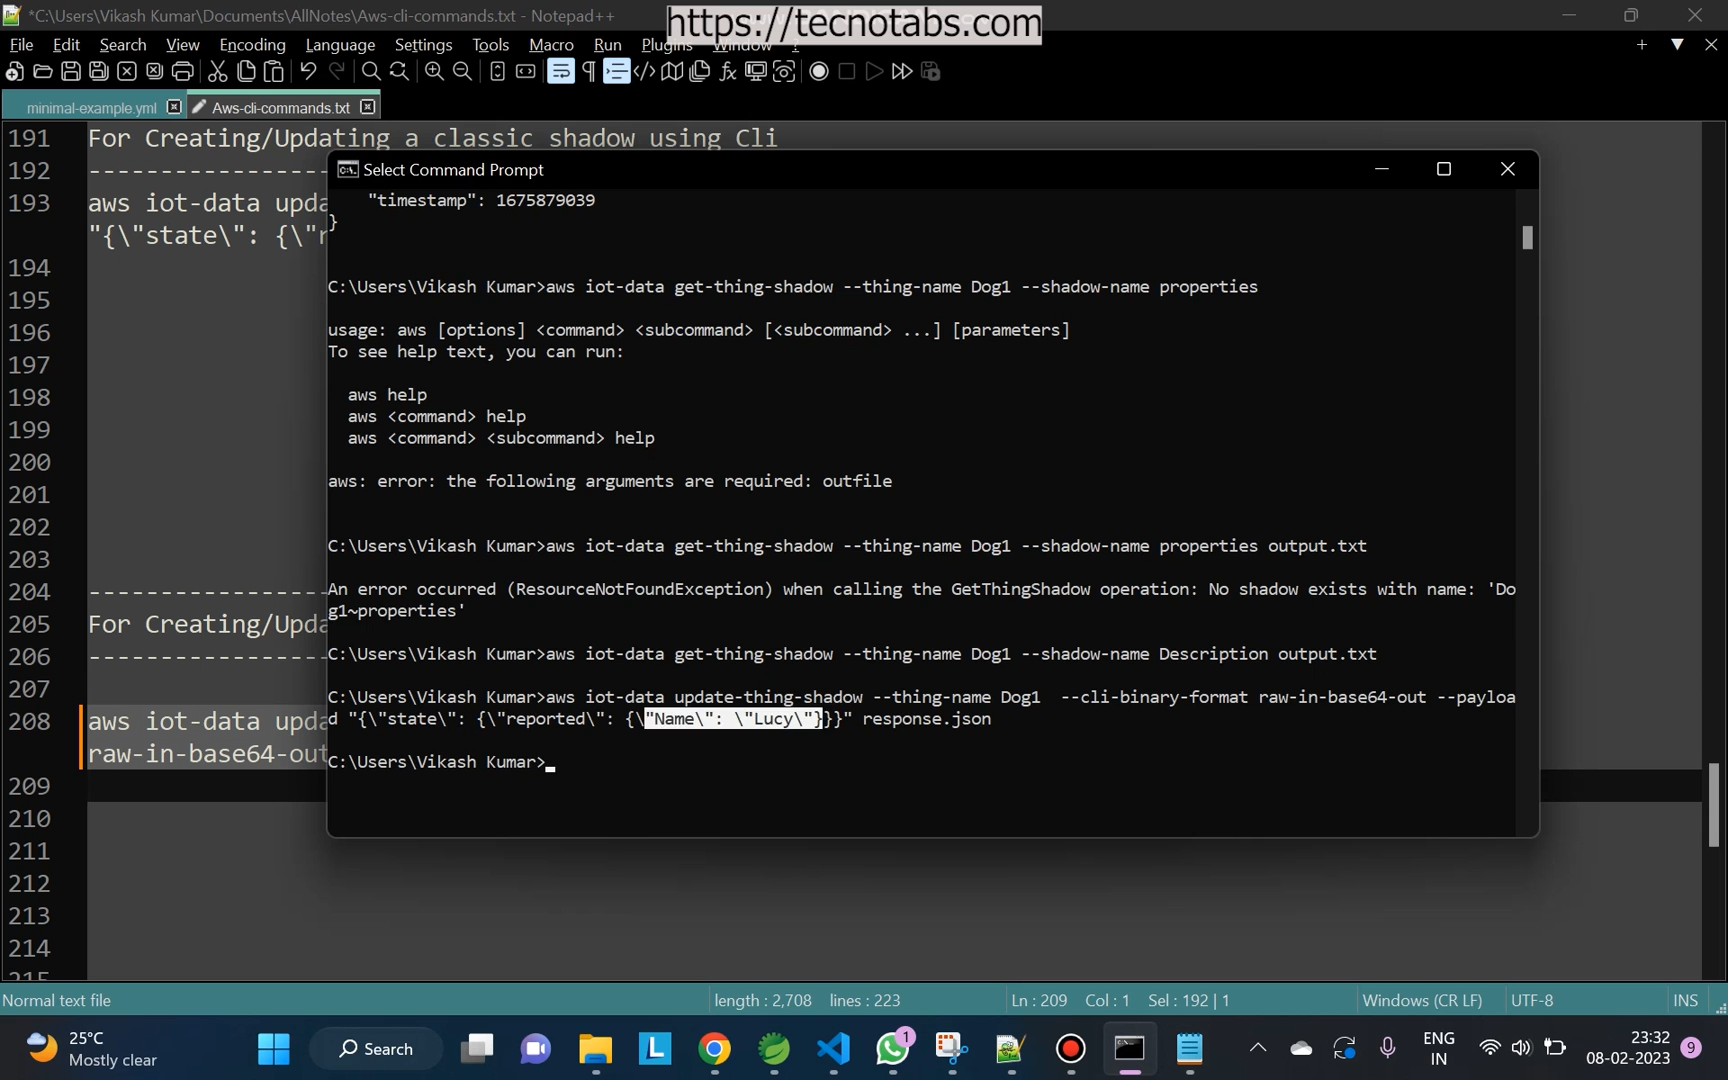 *C:\Users\Vikash Kumar\Documents\AllNotes\Aws-cli-commands.txt - Notepad++
https://tecnotabs.com
File Edit Search View Encoding Language Settings Tools Macro Run Plugins Window ?
minimal-example.yml Aws-cli-commands.txt
191 For Creating/Updating a classic shadow using Cli
192 -----------------
193 aws iot-data upda
"{\"state\": {\"r
194
195
196
197
198
199
200
201
202
203
204 -----------------
205 For Creating/Upda
206 -----------------
207
208 aws iot-data upda
raw-in-base64-out
209
210
211
212
213
214
215
Select Command Prompt
"timestamp": 1675879039
}
C:\Users\Vikash Kumar>aws iot-data get-thing-shadow --thing-name Dog1 --shadow-name properties
usage: aws [options] <command> <subcommand> [<subcommand> ...] [parameters]
To see help text, you can run:
aws help
aws <command> help
aws <command> <subcommand> help
aws: error: the following arguments are required: outfile
C:\Users\Vikash Kumar>aws iot-data get-thing-shadow --thing-name Dog1 --shadow-name properties output.txt
An error occurred (ResourceNotFoundException) when calling the GetThingShadow operation: No shadow exists with name: 'Do
g1~properties'
C:\Users\Vikash Kumar>aws iot-data get-thing-shadow --thing-name Dog1 --shadow-name Description output.txt
C:\Users\Vikash Kumar>aws iot-data update-thing-shadow --thing-name Dog1  --cli-binary-format raw-in-base64-out --payloa
d "{\"state\": {\"reported\": {\"Name\": \"Lucy\"}}}" response.json
C:\Users\Vikash Kumar>
Normal text file length : 2,708 lines : 223 Ln : 209 Col : 1 Sel : 192 | 1 Windows (CR LF) UTF-8 INS
25°C
Mostly clear
Search
1
ENG
IN
23:32
08-02-2023
9